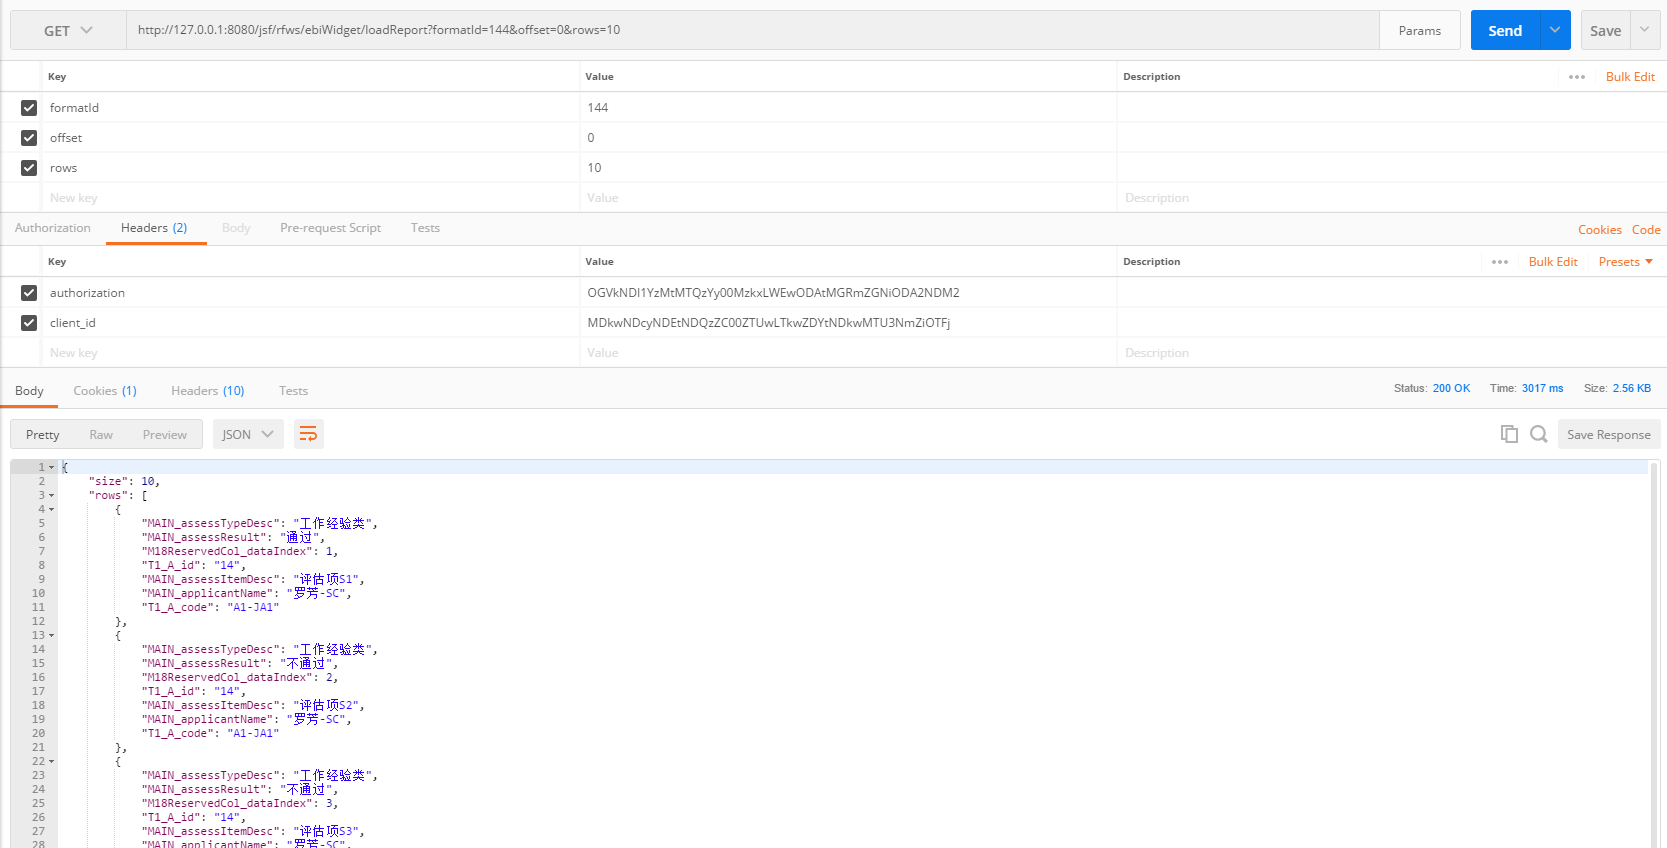 GET http://127.0.0.1:8080/jsf/rfws/ebiWidget/loadReport?formatId=144&offset=0&rows=10 Params Send Save
Key Value Description ••• Bulk Edit
formatId 144
offset 0
rows 10
New key Value Description
Authorization Headers (2) Body Pre-request Script Tests Cookies Code
Key Value Description ••• Bulk Edit Presets
authorization OGVkNDI1YzMtMTQzYy00MzkxLWEwODAtMGRmZGNiODA2NDM2
client_id MDkwNDcyNDEtNDQzZC00ZTUwLTkwZDYtNDkwMTU3NmZiOTFj
New key Value Description
Body Cookies (1) Headers (10) Tests Status: 200 OK Time: 3017 ms Size: 2.56 KB
Pretty Raw Preview JSON Save Response
1 {
2 "size": 10,
3 "rows": [
4 {
5 "MAIN_assessTypeDesc": "工作经验类",
6 "MAIN_assessResult": "通过",
7 "M18ReservedCol_dataIndex": 1,
8 "T1_A_id": "14",
9 "MAIN_assessItemDesc": "评估项S1",
10 "MAIN_applicantName": "罗芳-SC",
11 "T1_A_code": "A1-JA1"
12 },
13 {
14 "MAIN_assessTypeDesc": "工作经验类",
15 "MAIN_assessResult": "不通过",
16 "M18ReservedCol_dataIndex": 2,
17 "T1_A_id": "14",
18 "MAIN_assessItemDesc": "评估项S2",
19 "MAIN_applicantName": "罗芳-SC",
20 "T1_A_code": "A1-JA1"
21 },
22 {
23 "MAIN_assessTypeDesc": "工作经验类",
24 "MAIN_assessResult": "不通过",
25 "M18ReservedCol_dataIndex": 3,
26 "T1_A_id": "14",
27 "MAIN_assessItemDesc": "评估项S3",
28 "MAIN_applicantName": "罗芳-SC",